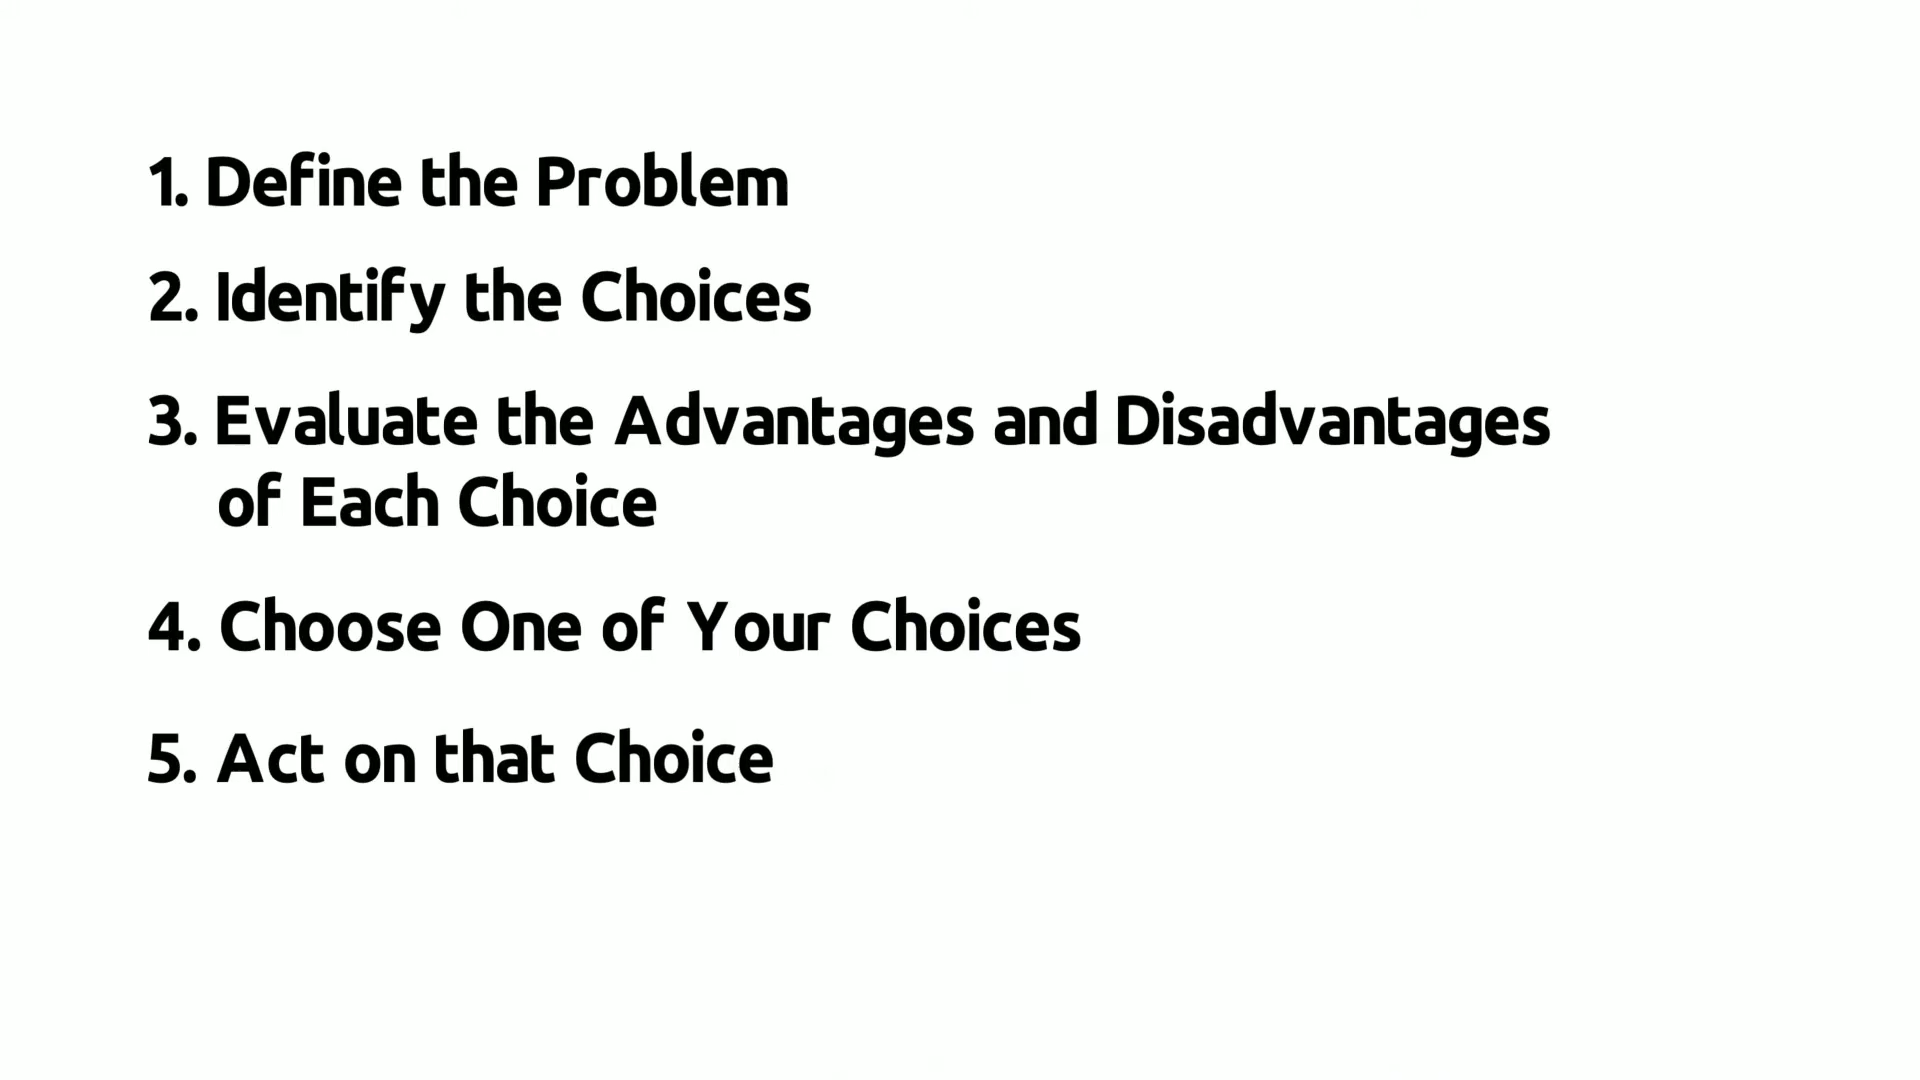 1. Define the Problem
2. Identify the Choices
3. Evaluate the Advantages and Disadvantages
of Each Choice
4. Choose One of Your Choices
5. Act on that Choice